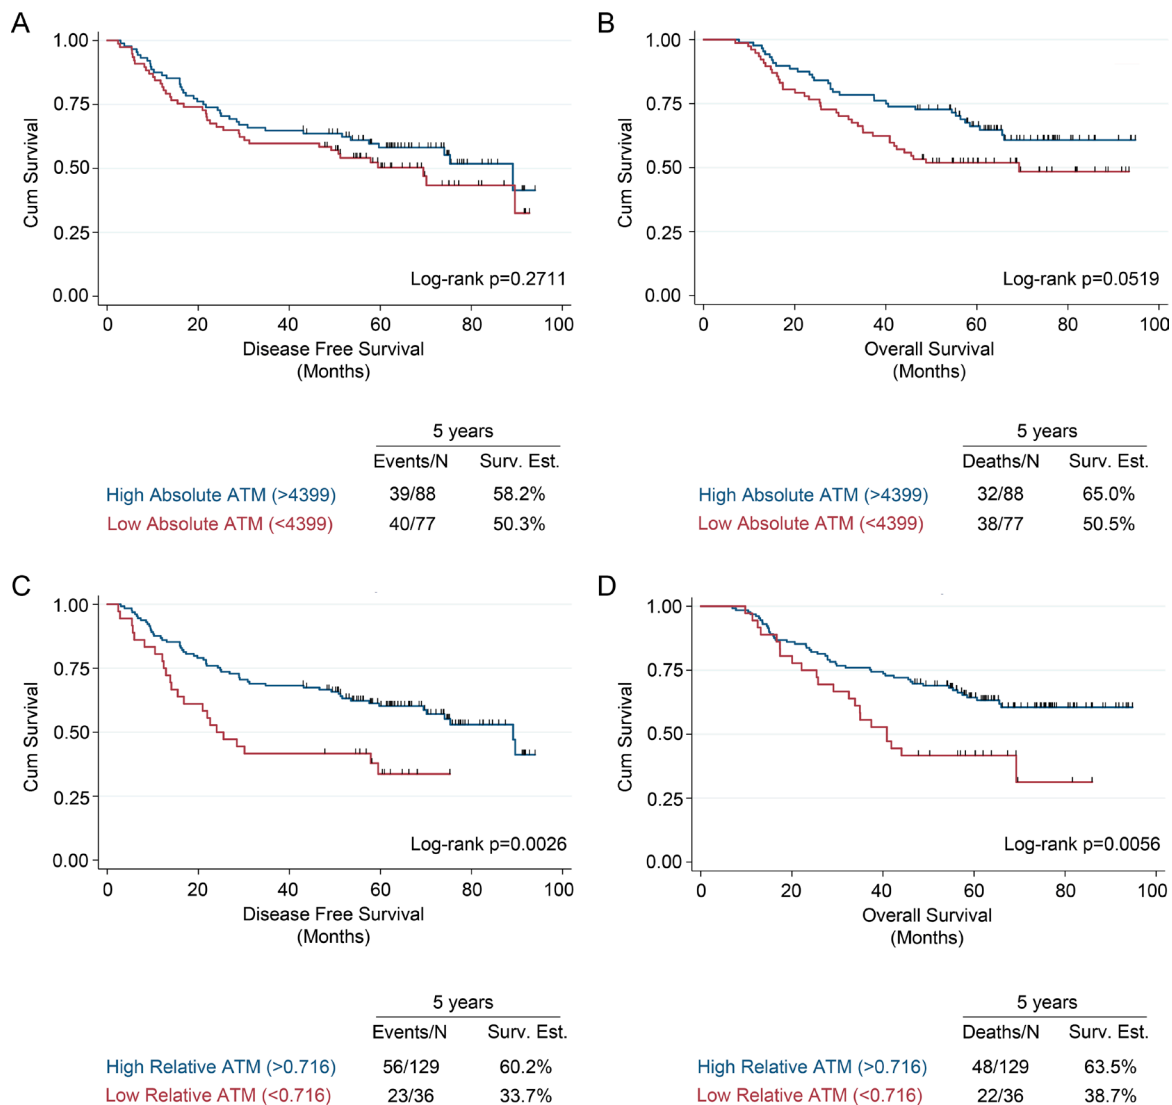 A
1.00
0.75
0.50
0.25
0.00
Cum Survival
Log-rank p=0.2711
0 20 40 60 80 100
Disease Free Survival
(Months)
5 years
Events/N Surv. Est.
High Absolute ATM (>4399) 39/88 58.2%
Low Absolute ATM (<4399) 40/77 50.3%
B
1.00
0.75
0.50
0.25
0.00
Cum Survival
Log-rank p=0.0519
0 20 40 60 80 100
Overall Survival
(Months)
5 years
Deaths/N Surv. Est.
High Absolute ATM (>4399) 32/88 65.0%
Low Absolute ATM (<4399) 38/77 50.5%
C
1.00
0.75
0.50
0.25
0.00
Cum Survival
Log-rank p=0.0026
0 20 40 60 80 100
Disease Free Survival
(Months)
5 years
Events/N Surv. Est.
High Relative ATM (>0.716) 56/129 60.2%
Low Relative ATM (<0.716) 23/36 33.7%
D
1.00
0.75
0.50
0.25
0.00
Cum Survival
Log-rank p=0.0056
0 20 40 60 80 100
Overall Survival
(Months)
5 years
Deaths/N Surv. Est.
High Relative ATM (>0.716) 48/129 63.5%
Low Relative ATM (<0.716) 22/36 38.7%